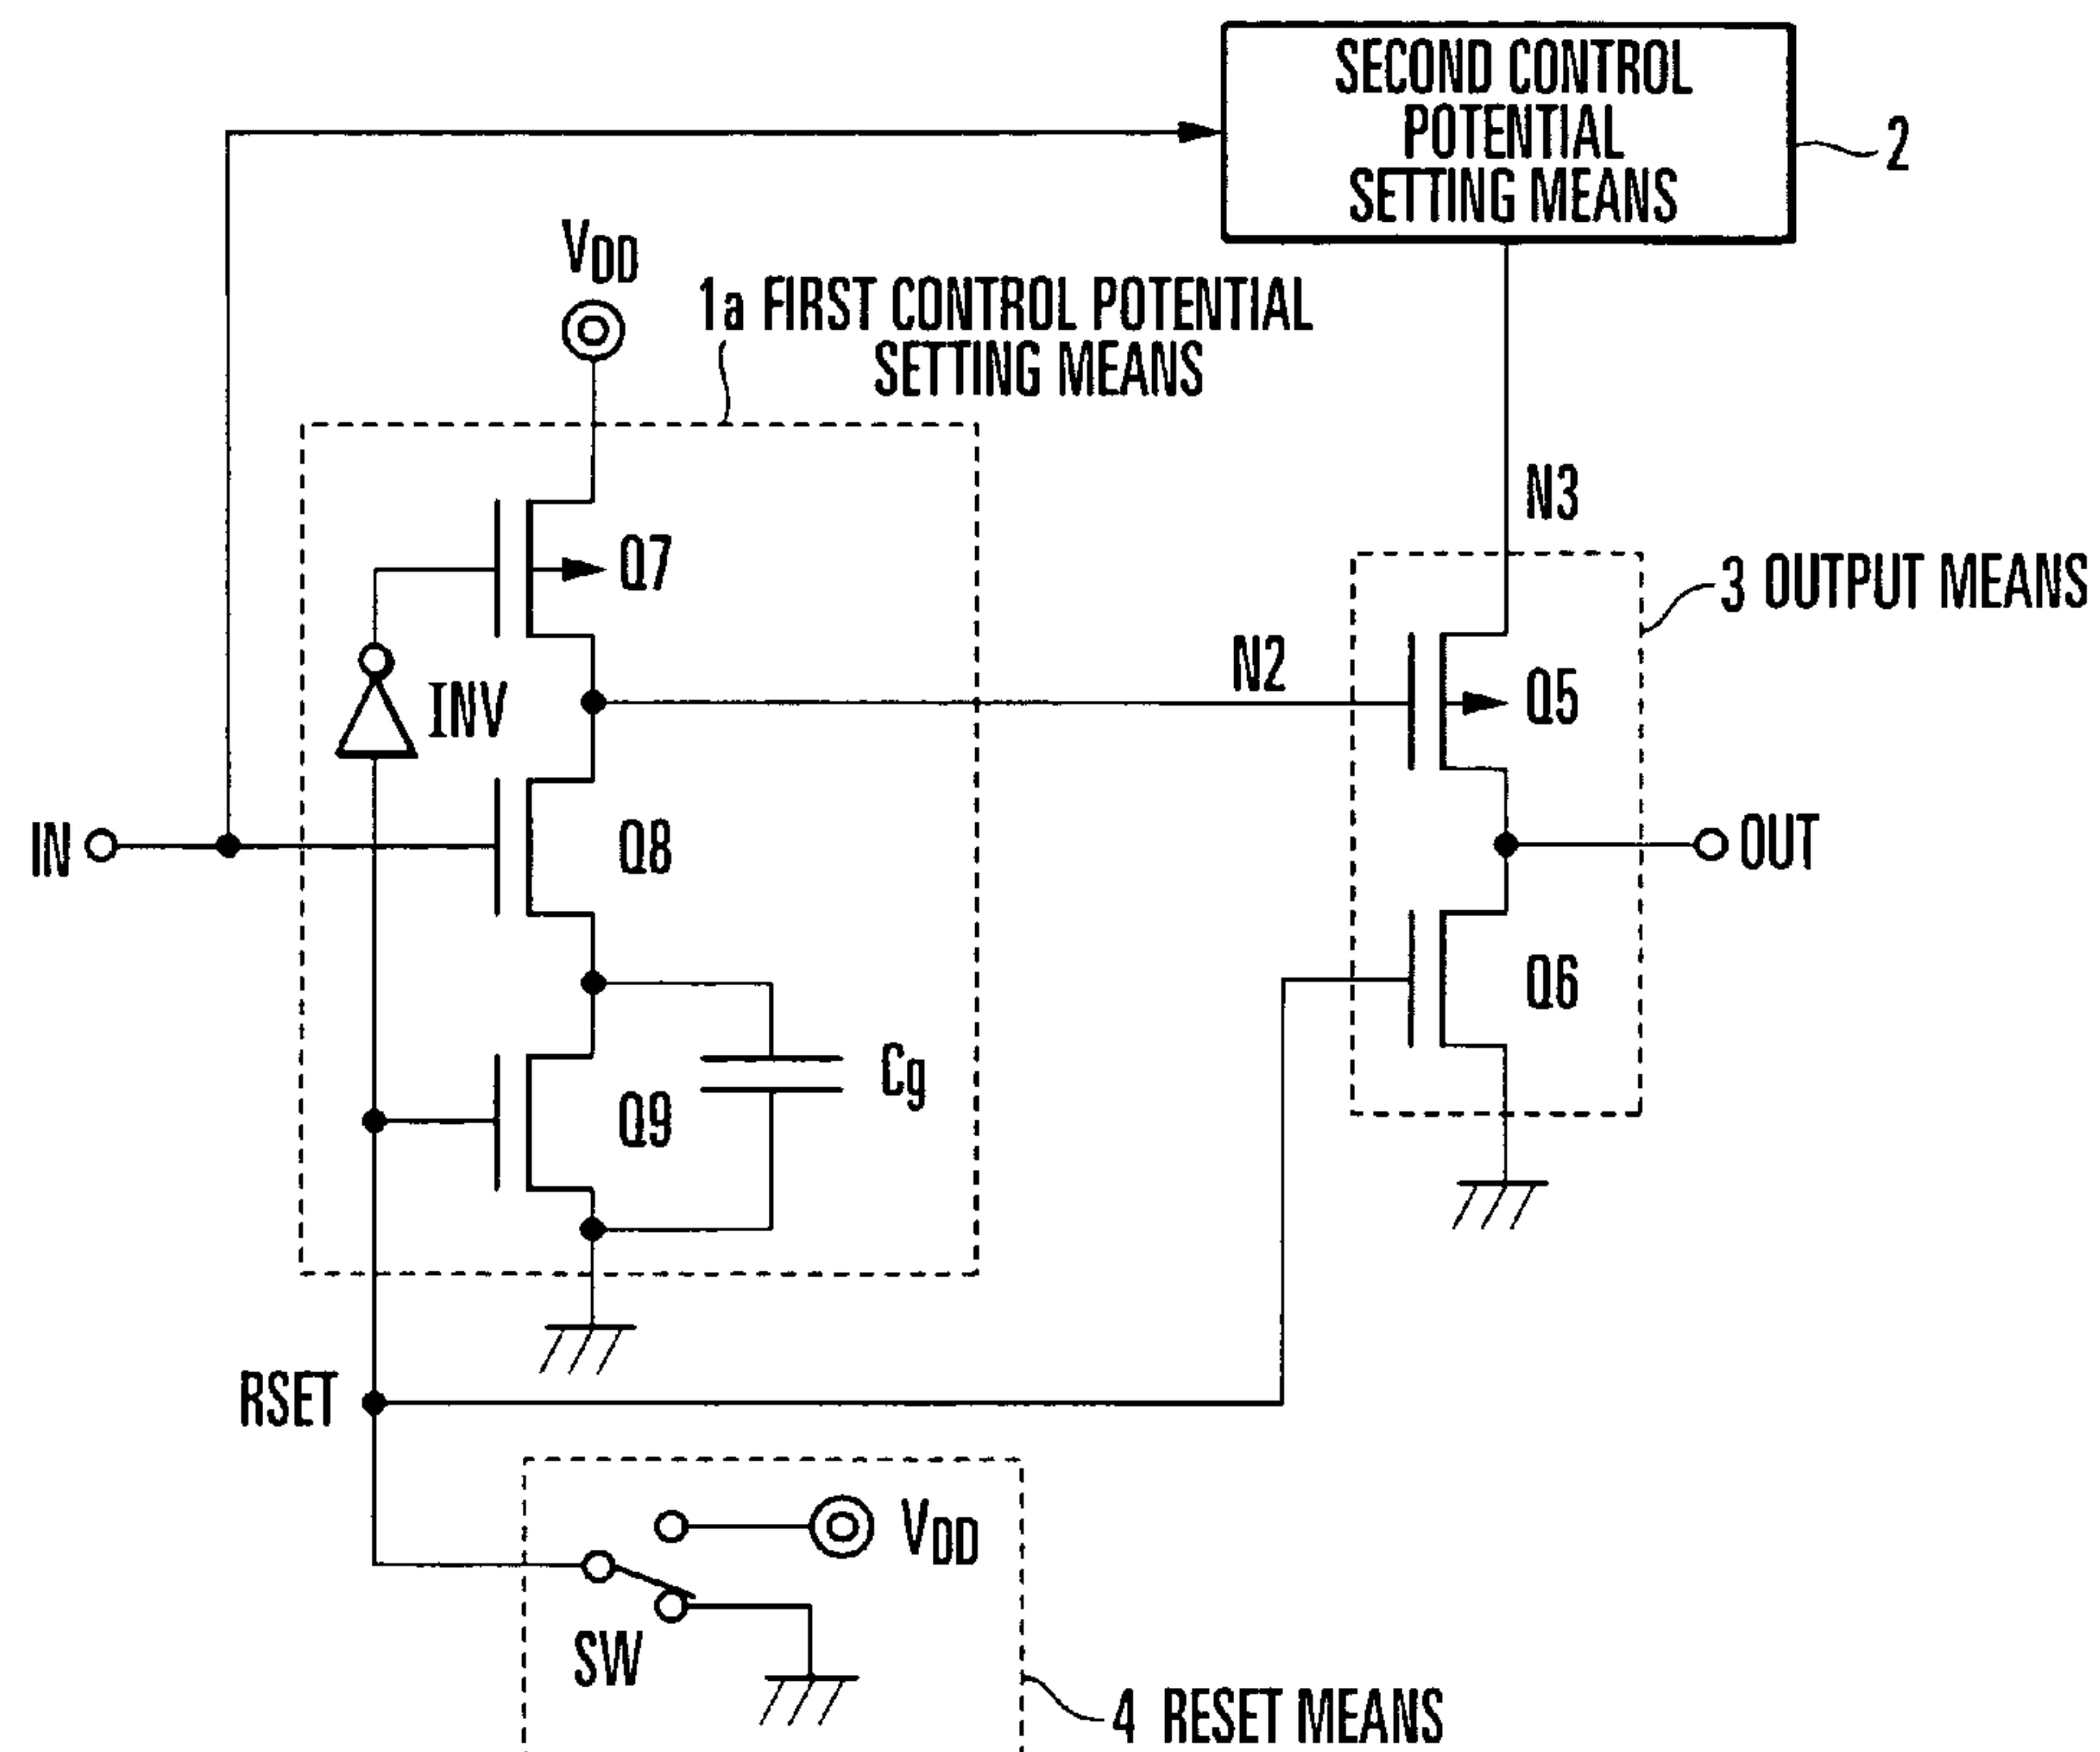 SECOND CONTROL
POTENTIAL
SETTING MEANS
2
VDD
1a FIRST CONTROL POTENTIAL
SETTING MEANS
N3
Q7
3 OUTPUT MEANS
N2
Q5
INV
IN
Q8
OUT
Q6
Cg
Q9
RSET
VDD
SW
4 RESET MEANS